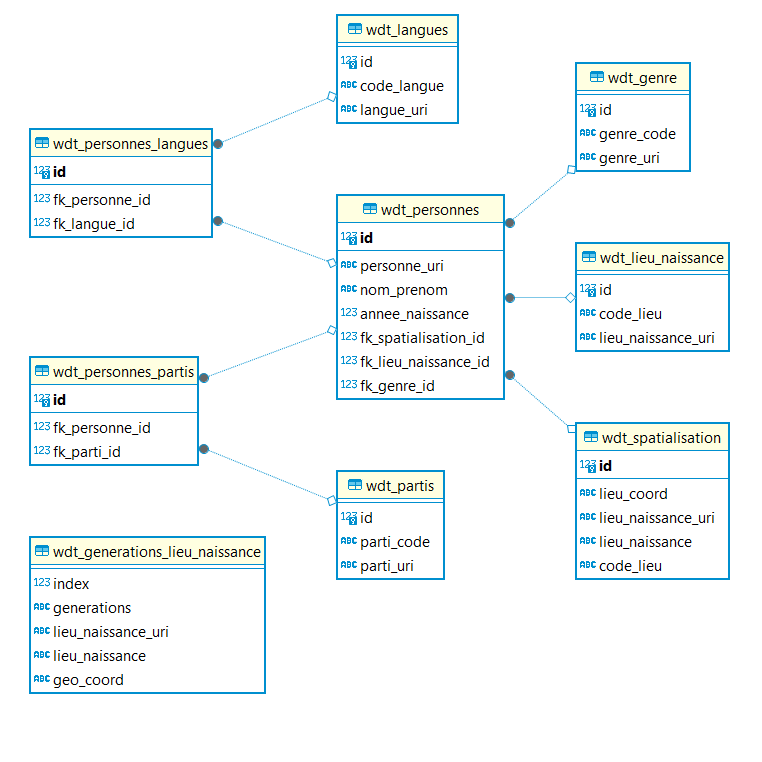 wdt_langues
123 id
ABC code_langue
ABC langue_uri
wdt_genre
123 id
ABC genre_code
ABC genre_uri
wdt_personnes_langues
123 id
123 fk_personne_id
123 fk_langue_id
wdt_personnes
123 id
ABC personne_uri
ABC nom_prenom
123 annee_naissance
123 fk_spatialisation_id
123 fk_lieu_naissance_id
123 fk_genre_id
wdt_lieu_naissance
123 id
ABC code_lieu
ABC lieu_naissance_uri
wdt_personnes_partis
123 id
123 fk_personne_id
123 fk_parti_id
wdt_spatialisation
123 id
ABC lieu_coord
ABC lieu_naissance_uri
ABC lieu_naissance
ABC code_lieu
wdt_partis
123 id
ABC parti_code
ABC parti_uri
wdt_generations_lieu_naissance
123 index
ABC generations
ABC lieu_naissance_uri
ABC lieu_naissance
ABC geo_coord